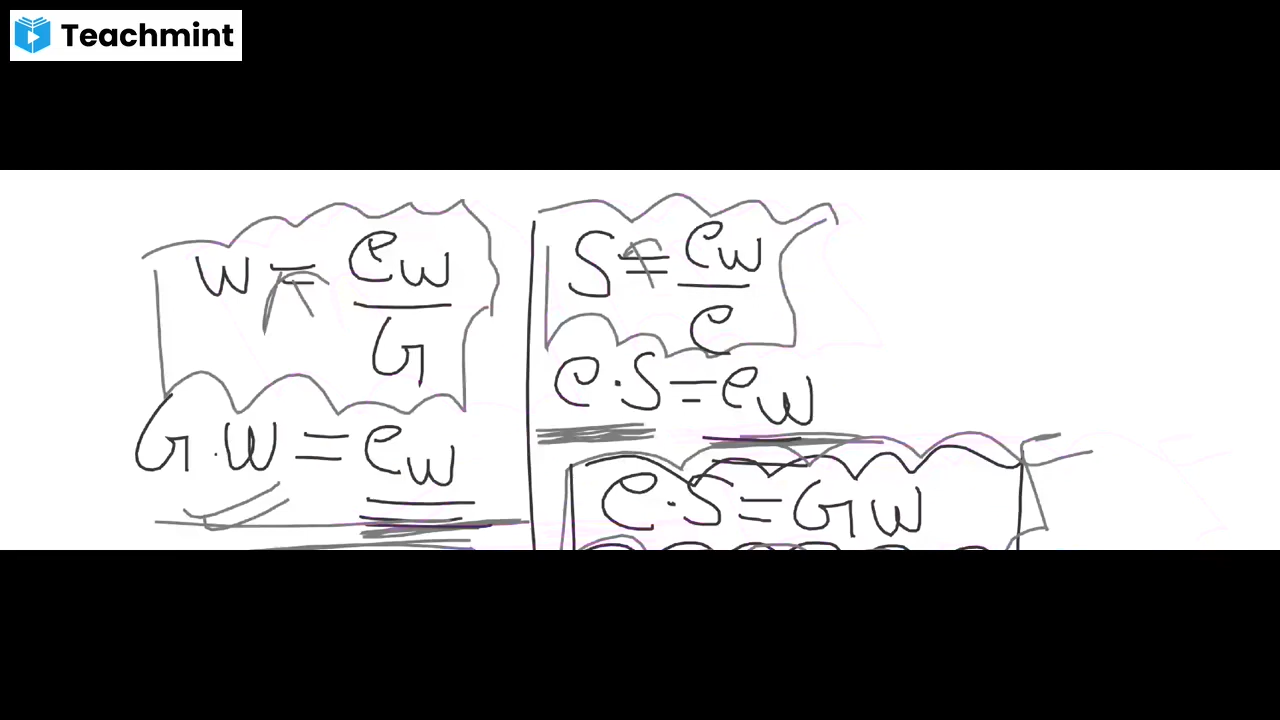 Teachmint
w = ew/G
G.w = ew
S = ew/e
e.S = ew
e.S = Gw